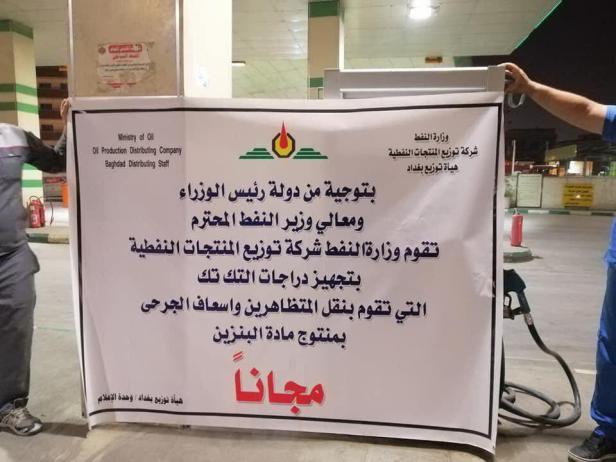 Ministry of Oil
Oil Production Distributing Company
Baghdad Distributing Staff
وزارة النفط
شركة توزيع المنتجات النفطية
هيأة توزيع بغداد
بتوجية من دولة رئيس الوزراء
ومعالي وزير النفط المحترم
تقوم وزارة النفط شركة توزيع المنتجات النفطية
بتجهيز دراجات التك تك
التي تقوم بنقل المتظاهرين واسعاف الجرحى
بمنتوج مادة البنزين
مجاناً
هيأة توزيع بغداد / وحدة الاعلام